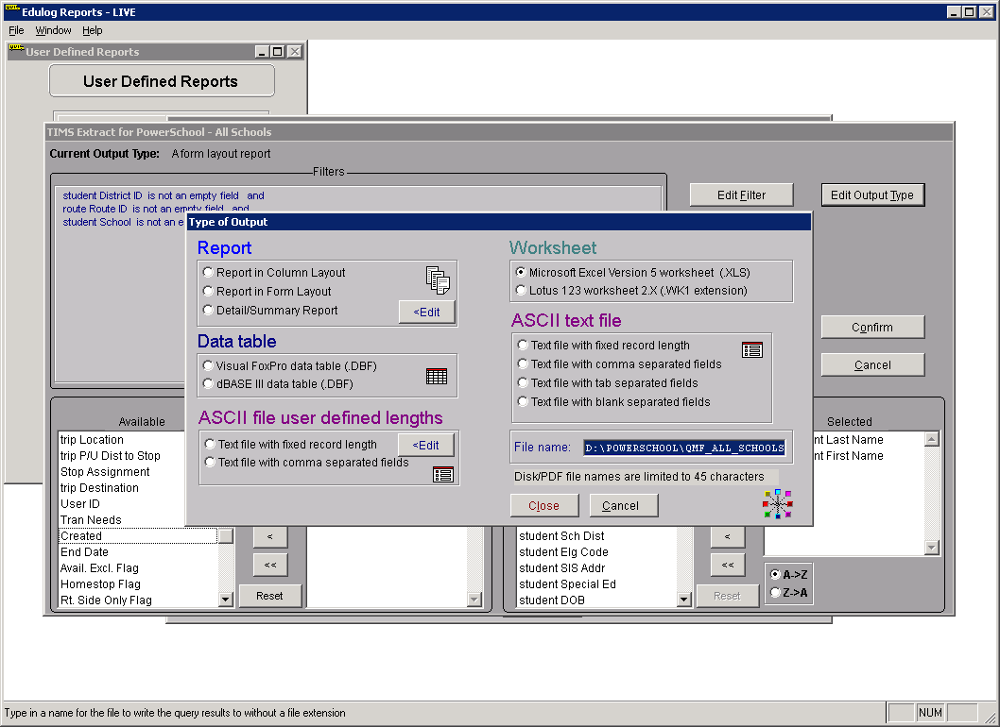 Edulog Reports - LIVE
File Window Help
User Defined Reports
User Defined Reports
TIMS Extract for PowerSchool - All Schools
Current Output Type: A form layout report
Filters
student District ID is not an empty field and
route Route ID is not an empty field and
student School is not an e
Edit Filter
Edit Output Type
Confirm
Cancel
Type of Output
Report
Report in Column Layout
Report in Form Layout
Detail/Summary Report
<Edit
Data table
Visual FoxPro data table (.DBF)
dBASE III data table (.DBF)
ASCII file user defined lengths
Text file with fixed record length
<Edit
Text file with comma separated fields
Worksheet
Microsoft Excel Version 5 worksheet (.XLS)
Lotus 123 worksheet 2.X (.WK1 extension)
ASCII text file
Text file with fixed record length
Text file with comma separated fields
Text file with tab separated fields
Text file with blank separated fields
File name: D:\POWERSCHOOL\QMF_ALL_SCHOOLS
Disk/PDF file names are limited to 45 characters
Close
Cancel
Available
trip Location
trip P/U Dist to Stop
Stop Assignment
trip Destination
User ID
Tran Needs
Created
End Date
Avail. Excl. Flag
Homestop Flag
Rt. Side Only Flag
<
<<
Reset
student Sch Dist
student Elg Code
student SIS Addr
student Special Ed
student DOB
<
<<
Reset
Selected
nt Last Name
nt First Name
A->Z
Z->A
Type in a name for the file to write the query results to without a file extension
NUM